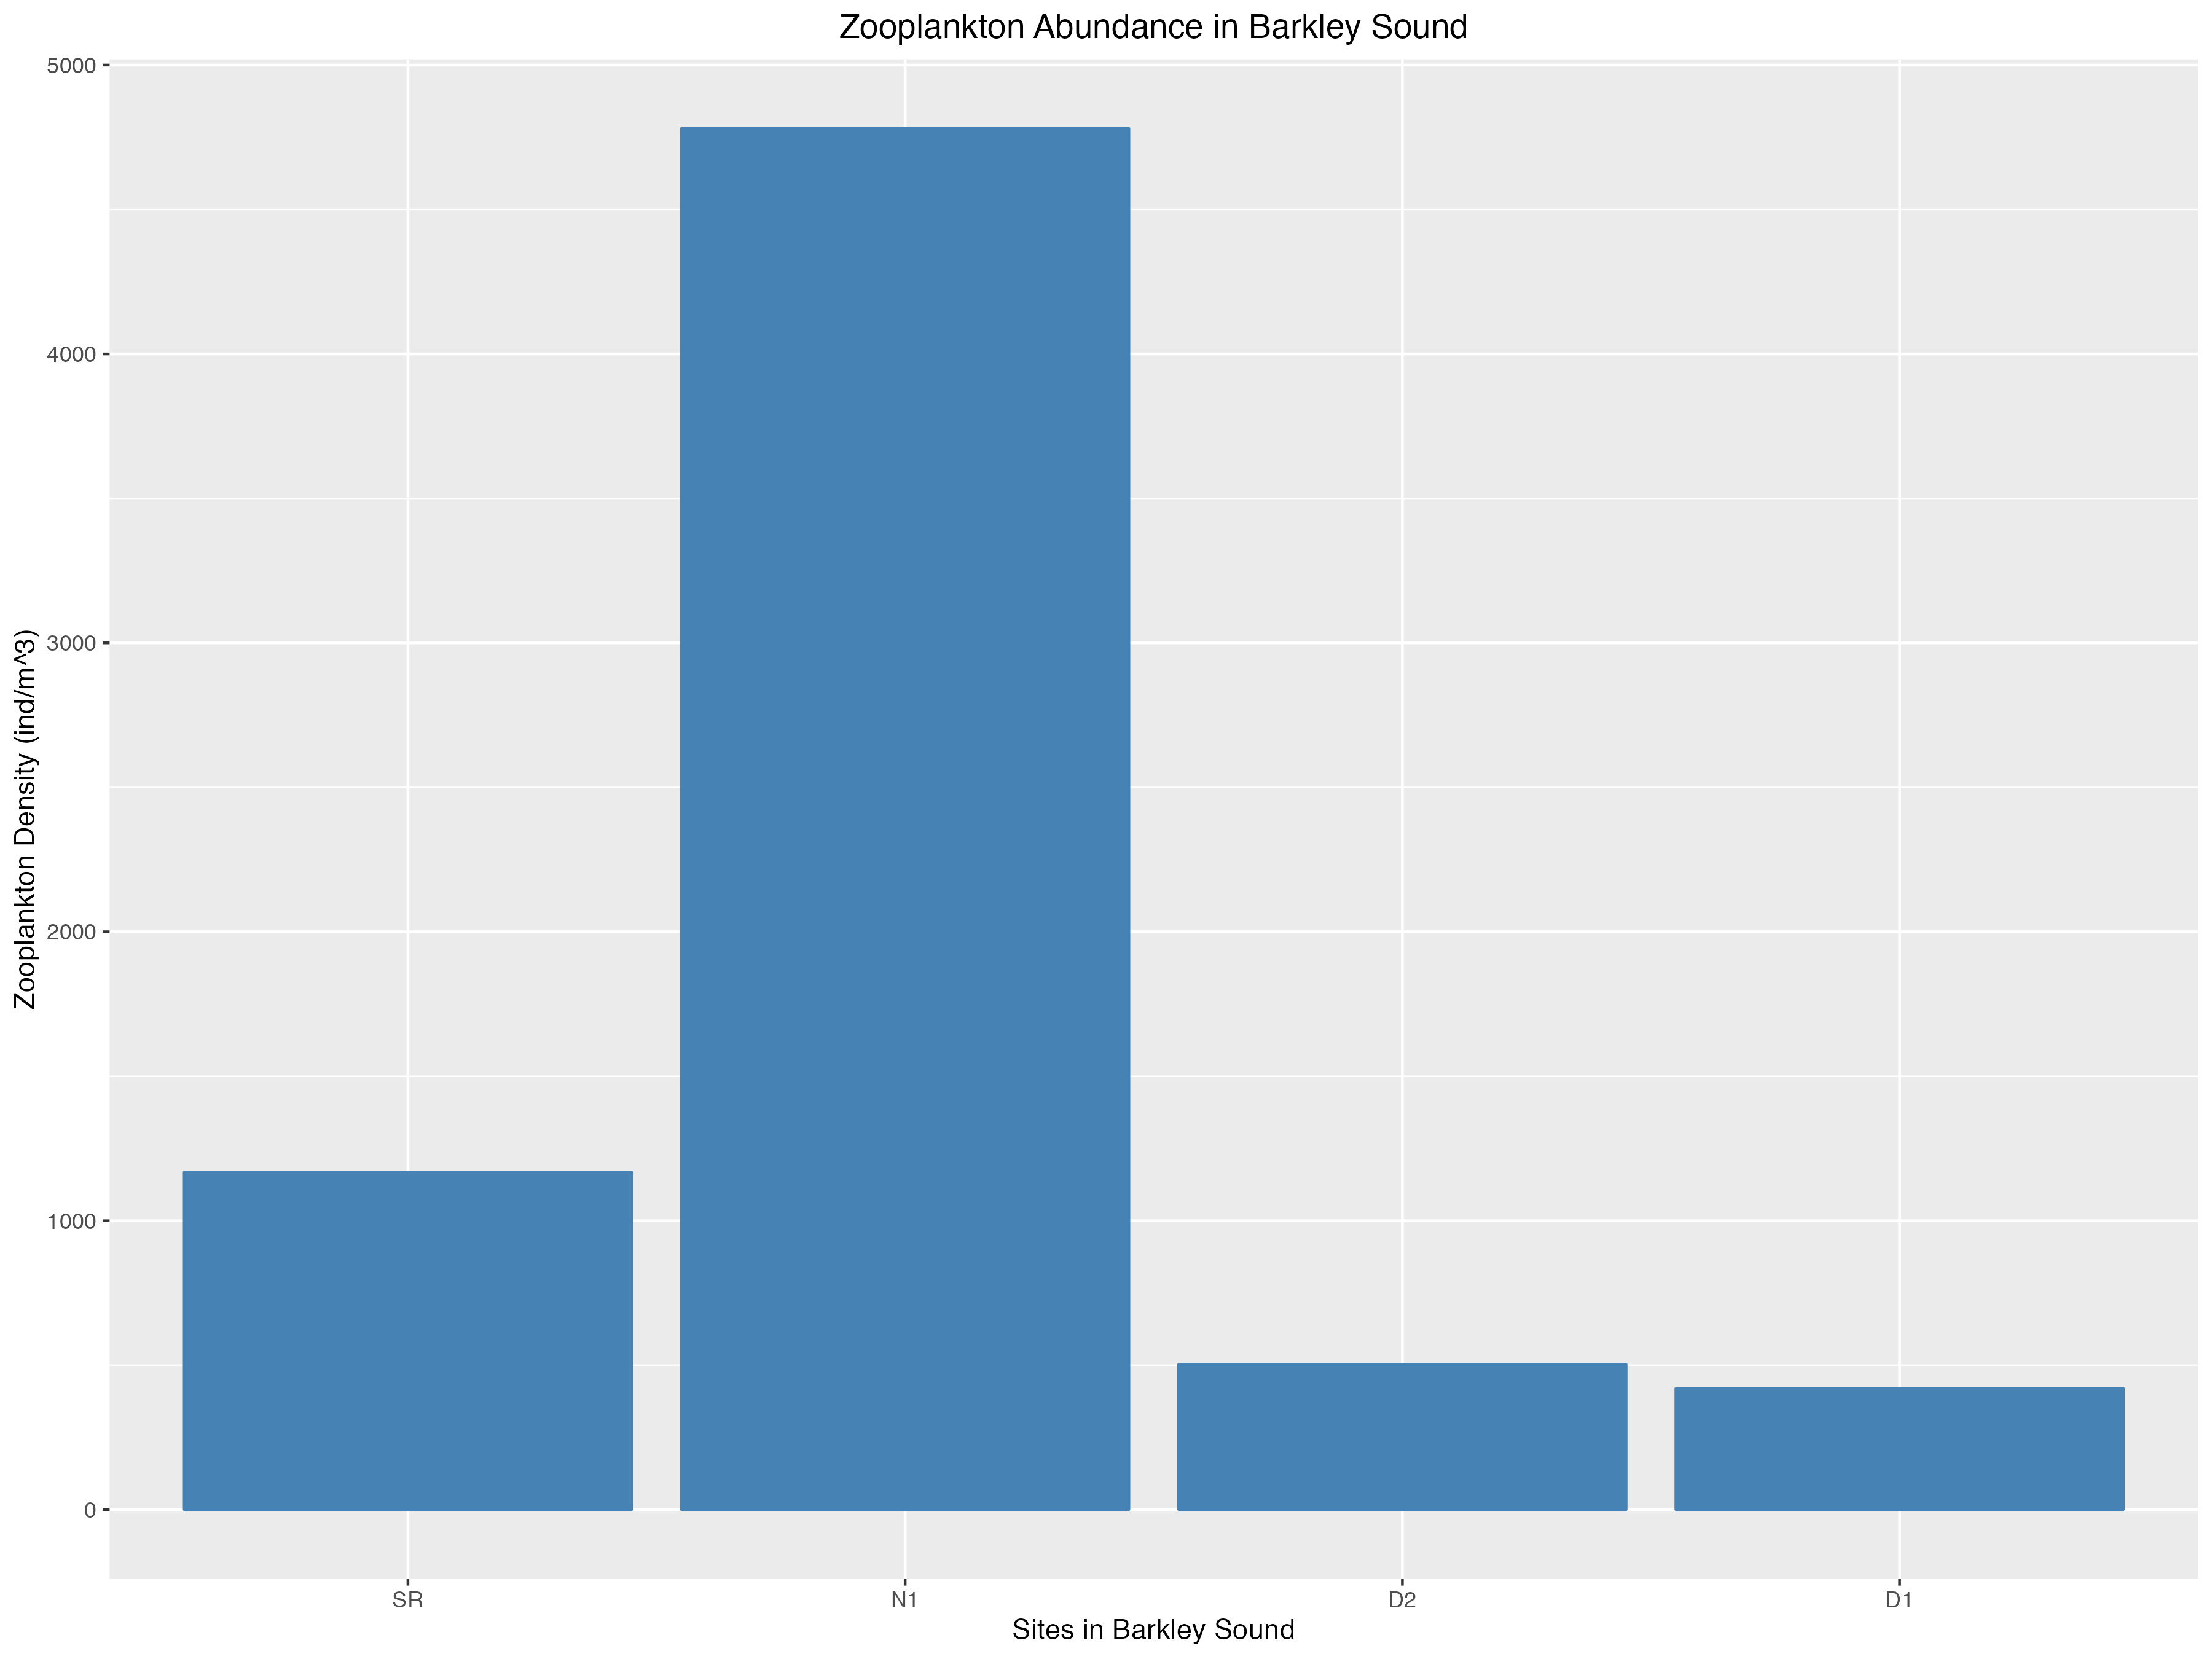 Zooplankton Abundance in Barkley Sound
Zooplankton Density (ind/m^3)
5000
4000
3000
2000
1000
0
SR N1 D2 D1
Sites in Barkley Sound